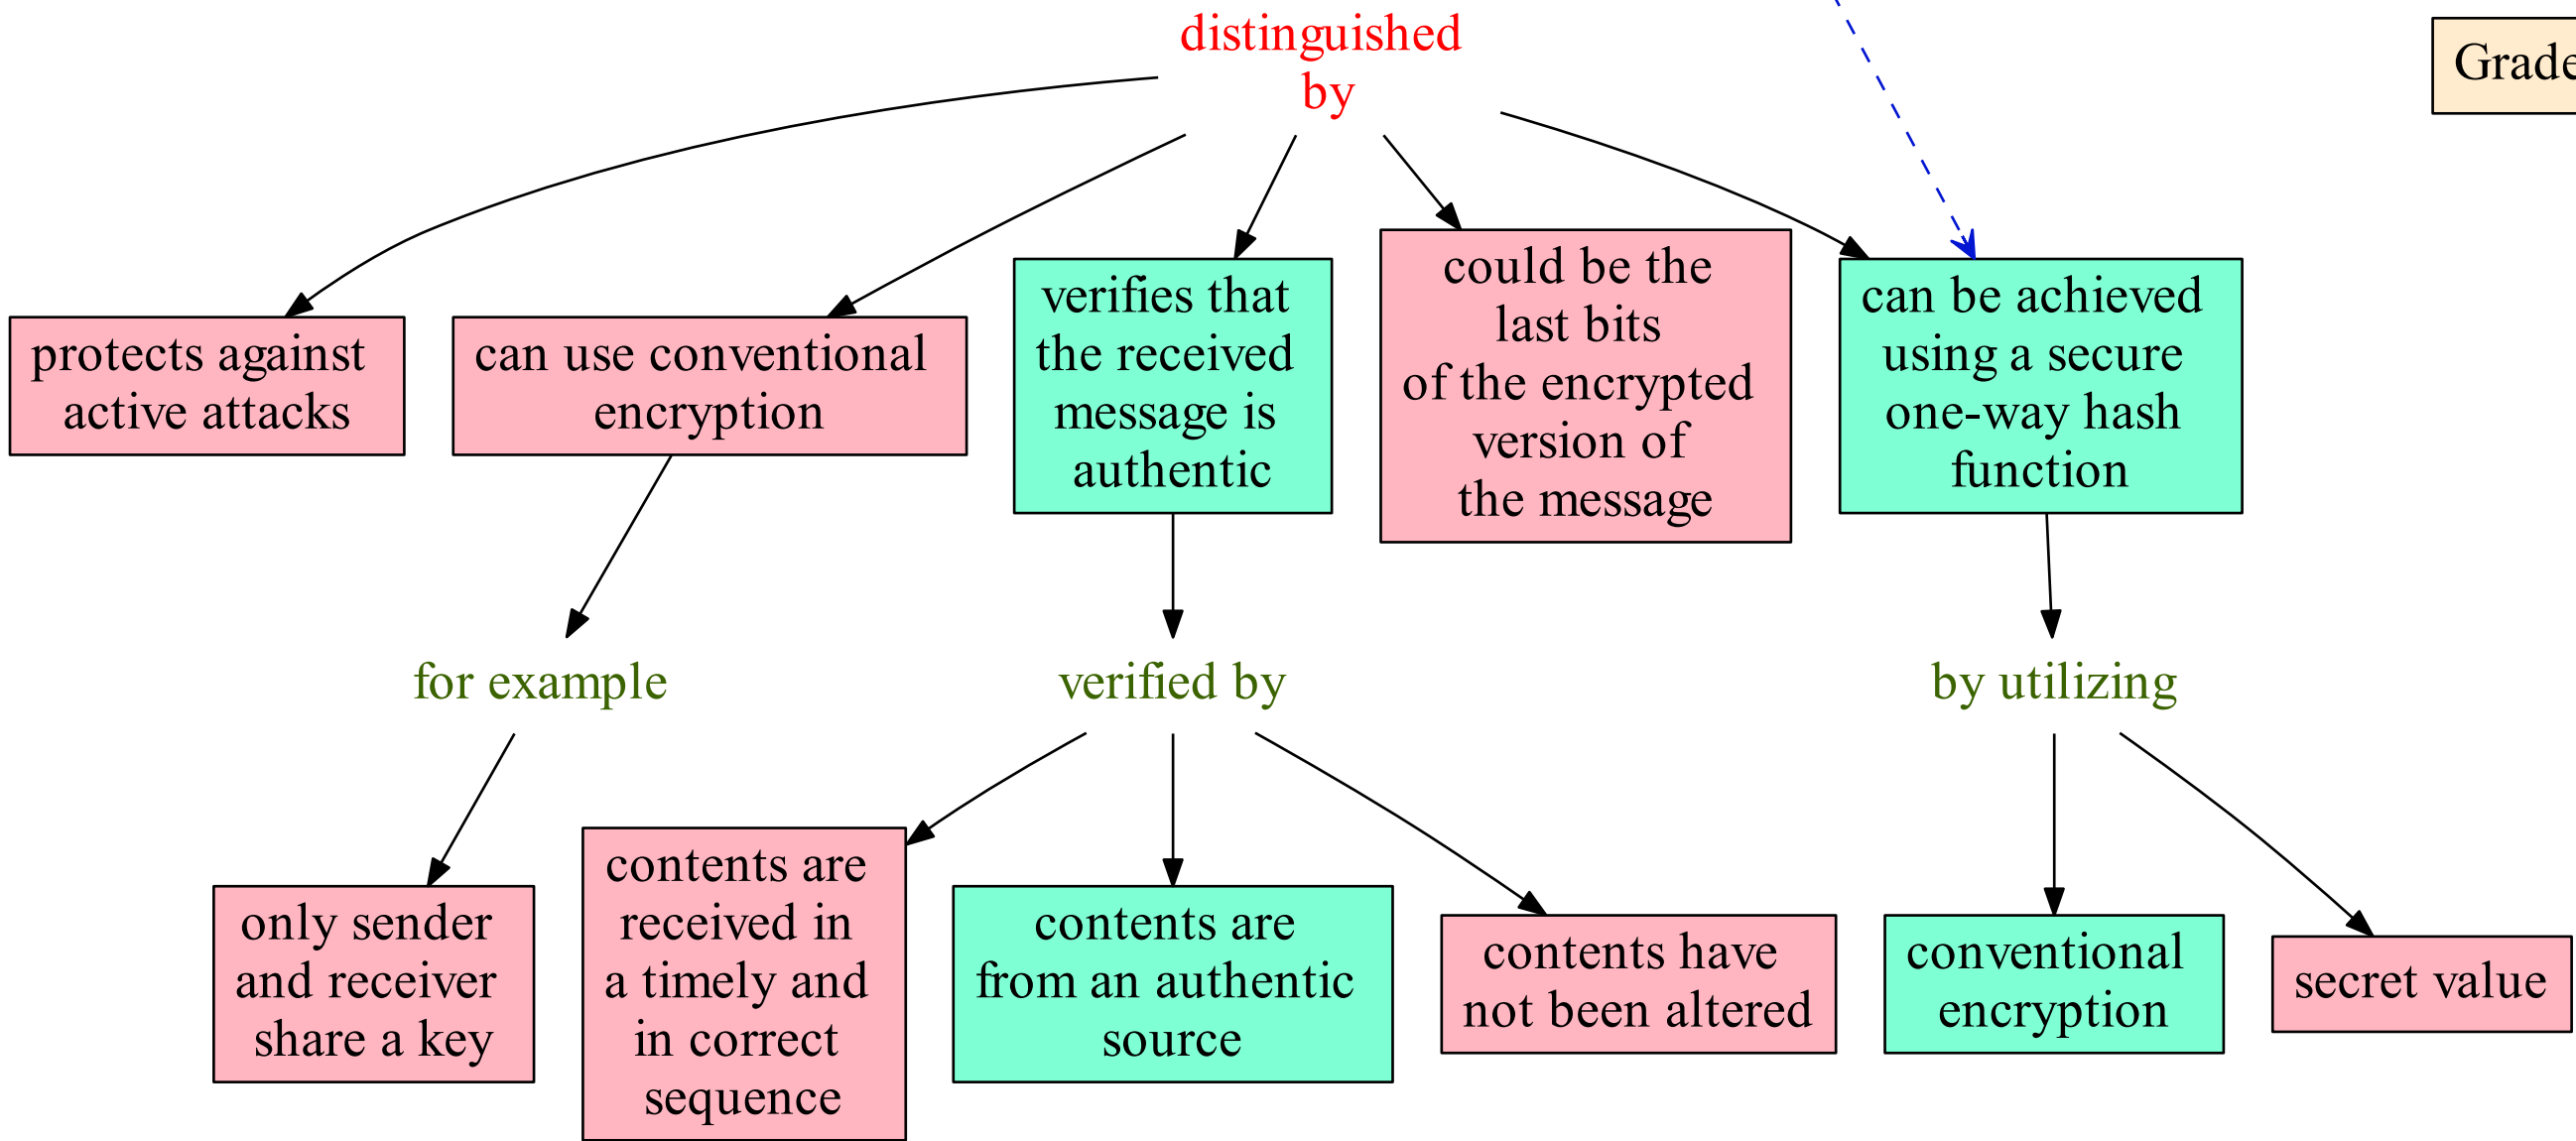 distinguished
by
Grade
protects against
active attacks
can use conventional
encryption
verifies that
the received
message is
authentic
could be the
last bits
of the encrypted
version of
the message
can be achieved
using a secure
one-way hash
function
for example
verified by
by utilizing
only sender
and receiver
share a key
contents are
received in
a timely and
in correct
sequence
contents are
from an authentic
source
contents have
not been altered
conventional
encryption
secret value